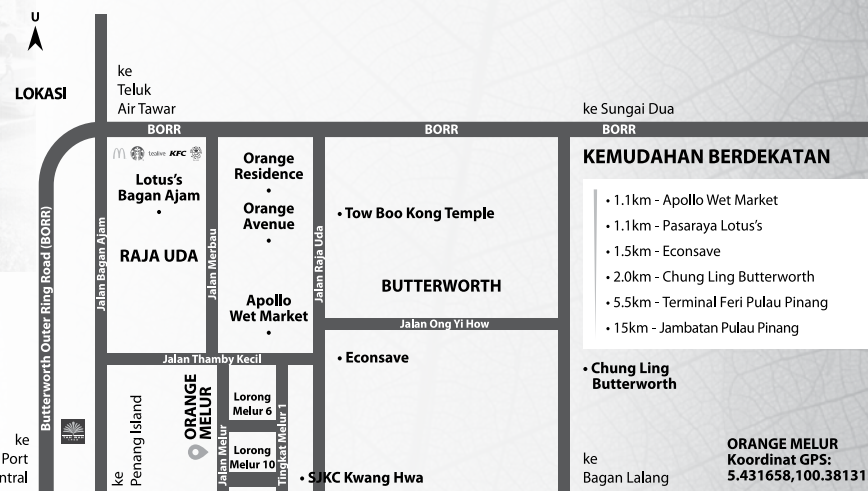 U
LOKASI
ke
Teluk
Air Tawar
ke Sungai Dua
BORR
BORR
BORR
KFC
tealive
Lotus's
Bagan Ajam
RAJA UDA
Orange
Residence
Orange
Avenue
Apollo
Wet Market
Butterworth Outer Ring Road (BORR)
Jalan Bagan Ajam
Jalan Merbau
Jalan Raja Uda
• Tow Boo Kong Temple
BUTTERWORTH
Jalan Ong Yi How
Jalan Thamby Kecil
• Econsave
KEMUDAHAN BERDEKATAN
• 1.1km - Apollo Wet Market
• 1.1km - Pasaraya Lotus's
• 1.5km - Econsave
• 2.0km - Chung Ling Butterworth
• 5.5km - Terminal Feri Pulau Pinang
• 15km - Jambatan Pulau Pinang
• Chung Ling
Butterworth
ke
Port
ntral
ke
Penang Island
ORANGE
MELUR
Jalan Melur
Lorong
Melur 6
Lorong
Melur 10
Tingkat Melur 1
• SJKC Kwang Hwa
ke
Bagan Lalang
ORANGE MELUR
Koordinat GPS:
5.431658,100.38131